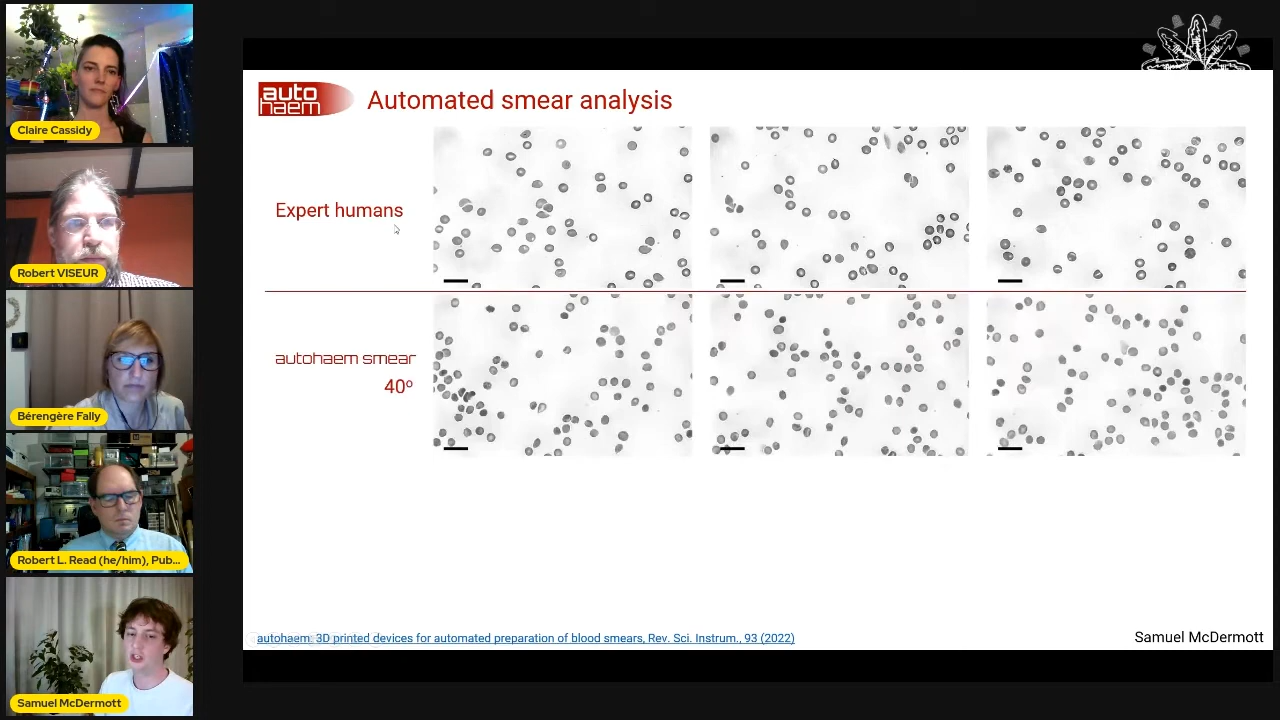 Claire Cassidy
Robert VISEUR
Bérengère Fally
Robert L. Read (he/him), Pub...
Samuel McDermott
auto
haem
Automated smear analysis
Expert humans
autohaem smear
40º
autohaem: 3D printed devices for automated preparation of blood smears, Rev. Sci. Instrum., 93 (2022)
Samuel McDermott